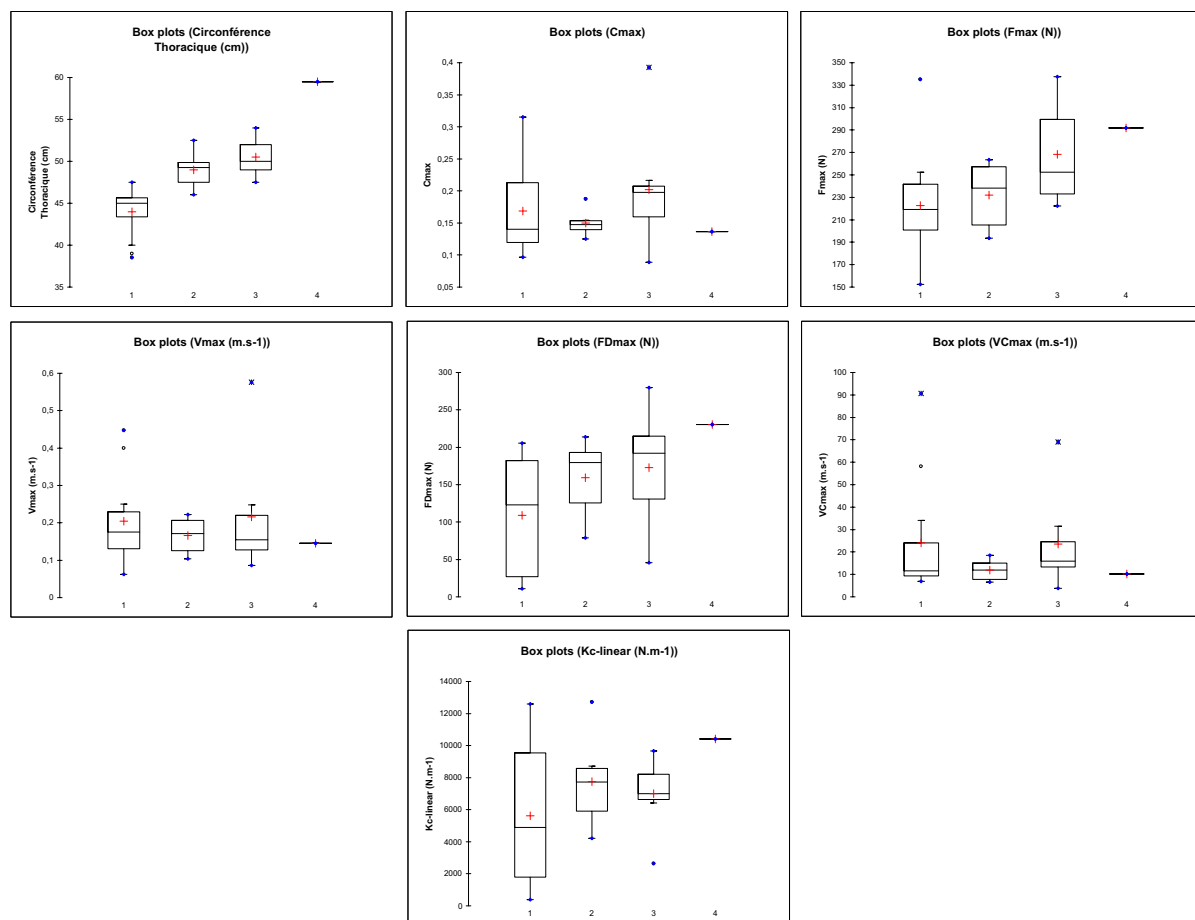 Box plots (Circonférence
Thoracique (cm))
60
55
50
45
40
35
Circonférence
Thoracique (cm)
1 2 3 4
Box plots (Cmax)
0,4
0,35
0,3
0,25
0,2
0,15
0,1
0,05
Cmax
1 2 3 4
Box plots (Fmax (N))
350
330
310
290
270
250
230
210
190
170
150
Fmax (N)
1 2 3 4
Box plots (Vmax (m.s-1))
0,6
0,5
0,4
0,3
0,2
0,1
0
Vmax (m.s-1)
1 2 3 4
Box plots (FDmax (N))
300
250
200
150
100
50
0
FDmax (N)
1 2 3 4
Box plots (VCmax (m.s-1))
100
90
80
70
60
50
40
30
20
10
0
VCmax (m.s-1)
1 2 3 4
Box plots (Kc-linear (N.m-1))
14000
12000
10000
8000
6000
4000
2000
0
Kc-linear (N.m-1)
1 2 3 4